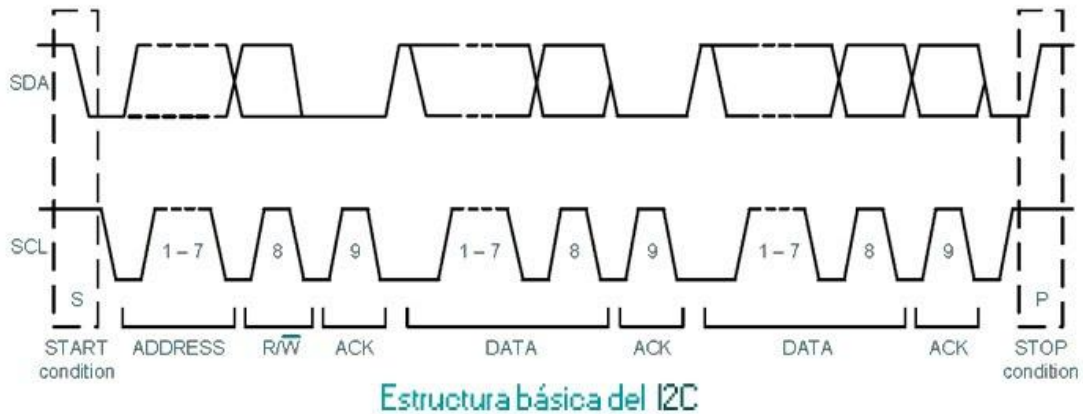 SDA
SCL
1 – 7
8
9
1 – 7
8
9
1 – 7
8
9
S
P
START condition
ADDRESS
R/W̅
ACK
DATA
ACK
DATA
ACK
STOP condition
Estructura básica del I2C